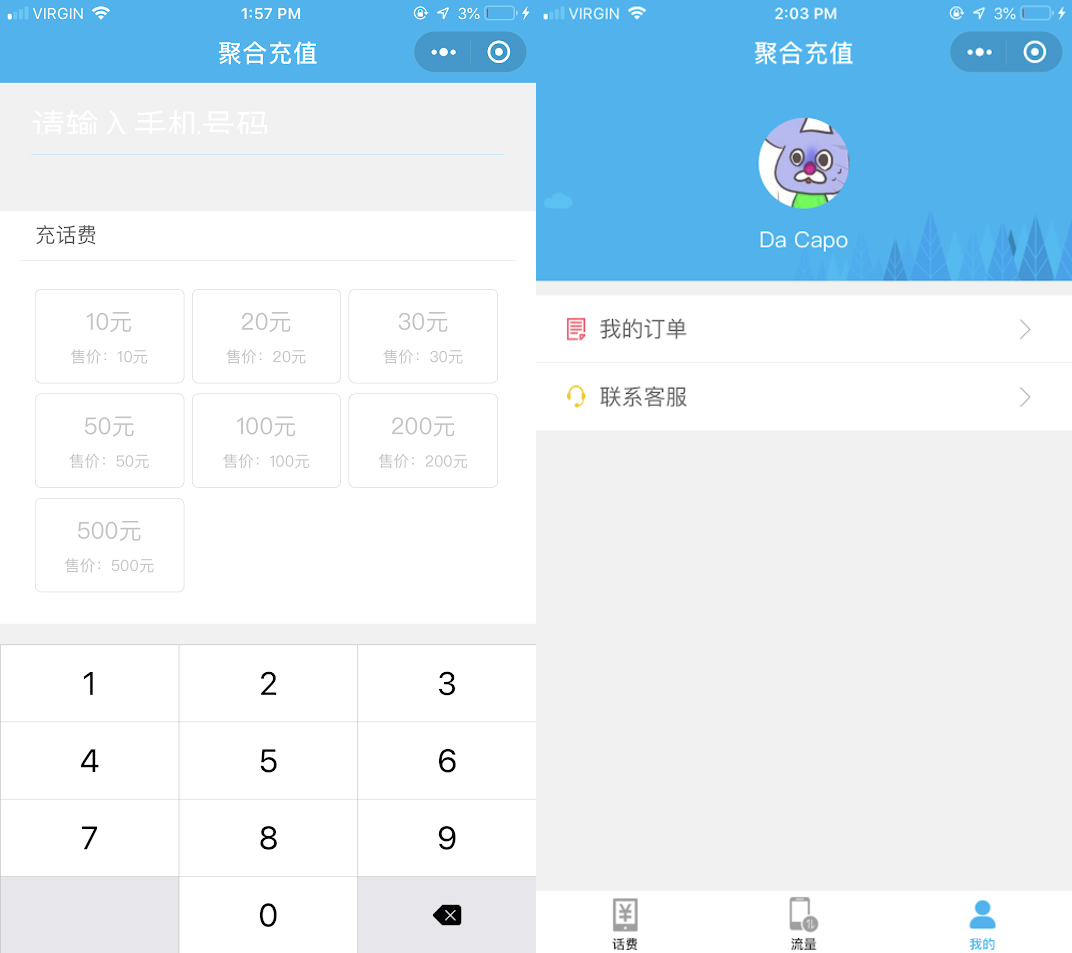 VIRGIN 1:57 PM 3%
聚合充值
请输入手机号码
充话费
10元 20元 30元
售价：10元 售价：20元 售价：30元
50元 100元 200元
售价：50元 售价：100元 售价：200元
500元
售价：500元
1 2 3
4 5 6
7 8 9
0
VIRGIN 2:03 PM 3%
聚合充值
Da Capo
我的订单
联系客服
话费 流量 我的